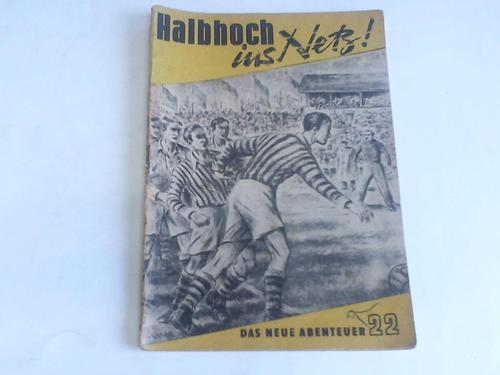 Halbhoch
ins Netz!
DAS NEUE ABENTEUER 22